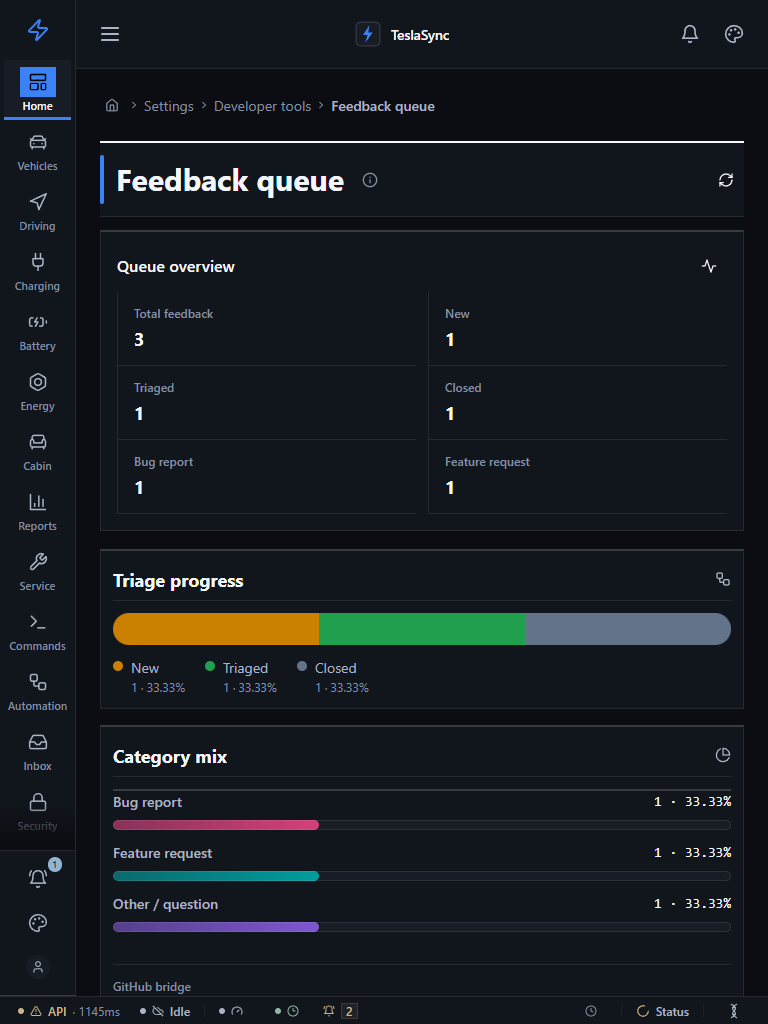 TeslaSync
Home
Vehicles
Driving
Charging
Battery
Energy
Cabin
Reports
Service
Commands
Automation
Inbox
Security
1
Settings > Developer tools > Feedback queue
Feedback queue
Queue overview
Total feedback
3
New
1
Triaged
1
Closed
1
Bug report
1
Feature request
1
Triage progress
New
1 · 33.33%
Triaged
1 · 33.33%
Closed
1 · 33.33%
Category mix
Bug report 1 · 33.33%
Feature request 1 · 33.33%
Other / question 1 · 33.33%
GitHub bridge
API · 1145ms Idle 2 Status